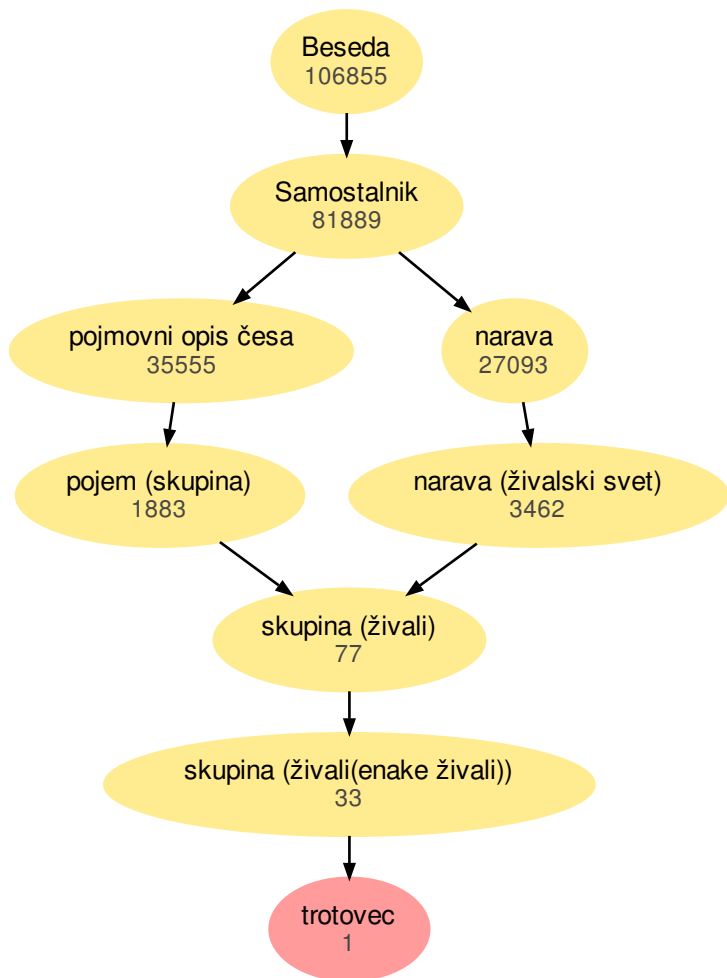 Beseda
106855
Samostalnik
81889
pojmovni opis česa
35555
narava
27093
pojem (skupina)
1883
narava (živalski svet)
3462
skupina (živali)
77
skupina (živali(enake živali))
33
trotovec
1